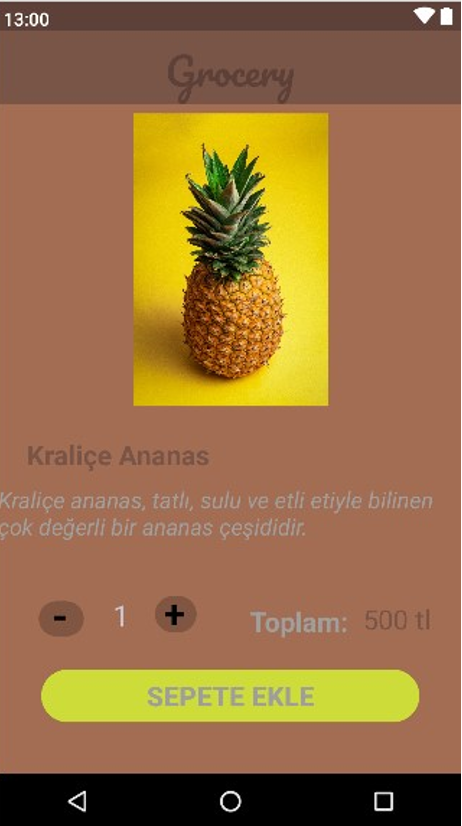 13:00
Grocery
Kraliçe Ananas
Kraliçe ananas, tatlı, sulu ve etli etiyle bilinen
çok değerli bir ananas çeşididir.
- 1 + Toplam: 500 tl
SEPETE EKLE